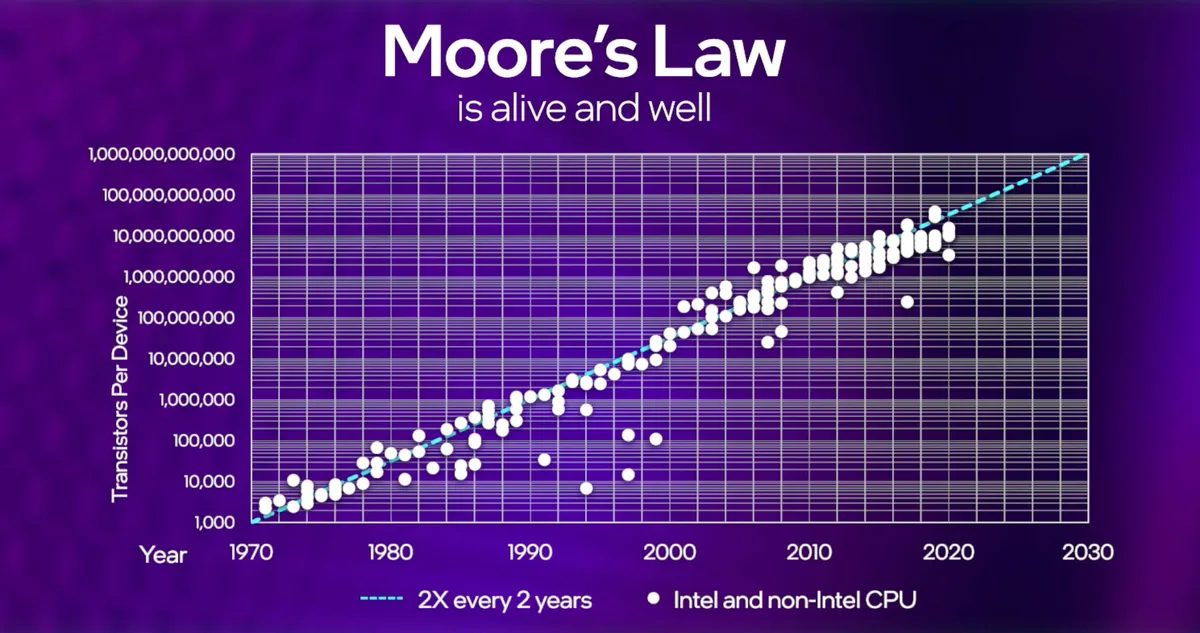 Moore's Law
is alive and well
Transistors Per Device
1,000,000,000,000
100,000,000,000
10,000,000,000
1,000,000,000
100,000,000
10,000,000
1,000,000
100,000
10,000
1,000
Year
1970
1980
1990
2000
2010
2020
2030
2X every 2 years
Intel and non-Intel CPU